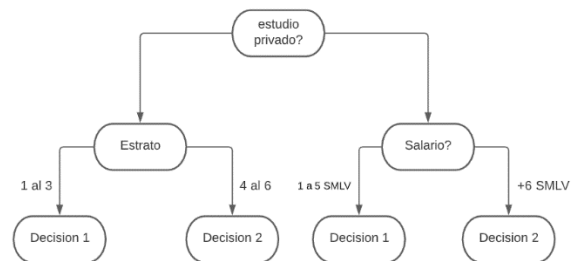 estudio
privado?
Estrato
Salario?
1 al 3
4 al 6
1 a 5 SMLV
+6 SMLV
Decision 1
Decision 2
Decision 1
Decision 2